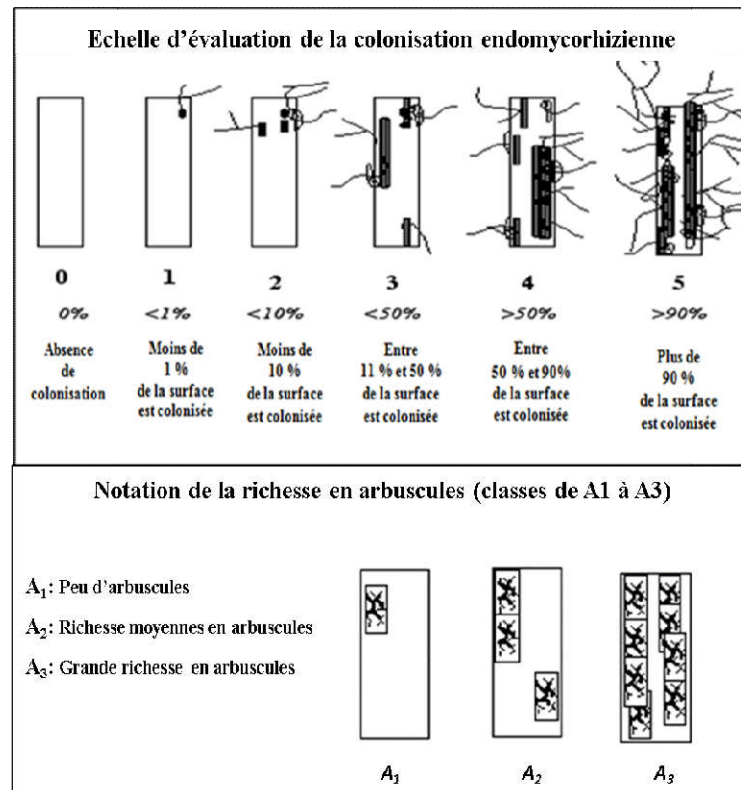 Echelle d'évaluation de la colonisation endomycorhizienne
0 1 2 3 4 5
0% <1% <10% <50% >50% >90%
Absence
de
colonisation
Moins de
1 %
de la surface
est colonisée
Moins de
10 %
de la surface
est colonisée
Entre
11 % et 50 %
de la surface
est colonisée
Entre
50 % et 90%
de la surface
est colonisée
Plus de
90 %
de la surface
est colonisée
Notation de la richesse en arbuscules (classes de A1 à A3)
A1: Peu d'arbuscules
A2: Richesse moyennes en arbuscules
A3: Grande richesse en arbuscules
A1 A2 A3